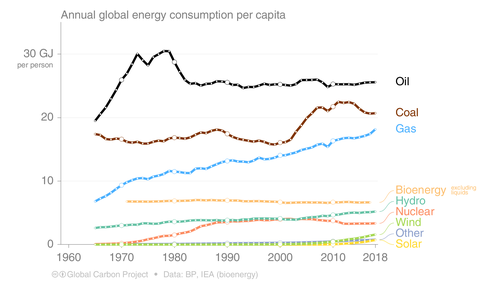 Annual global energy consumption per capita
30 GJ
per person
20
10
0
Oil
Coal
Gas
Bioenergy excluding liquids
Hydro
Nuclear
Wind
Other
Solar
1960
1970
1980
1990
2000
2010
2018
Global Carbon Project • Data: BP, IEA (bioenergy)